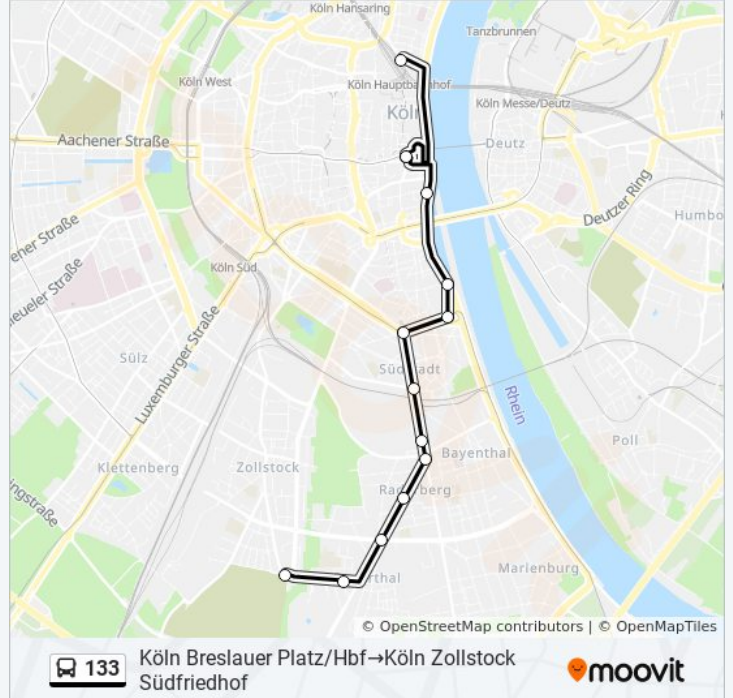 Köln Hansaring
Tanzbrunnen
Köln West
Köln Hauptbahnhof
Köln Messe/Deutz
Köln
Aachener Straße
Deutz
Deutzer Ring
Humbo
ener Straße
Köln Süd
eueler Straße
Luxemburger Straße
Sülz
Südstadt
Rhein
Poll
Bayenthal
Klettenberg
Zollstock
Raderberg
ngstraße
Marienburg
rthal
© OpenStreetMap contributors | © OpenMapTiles
133
Köln Breslauer Platz/Hbf→Köln Zollstock
Südfriedhof
moovit